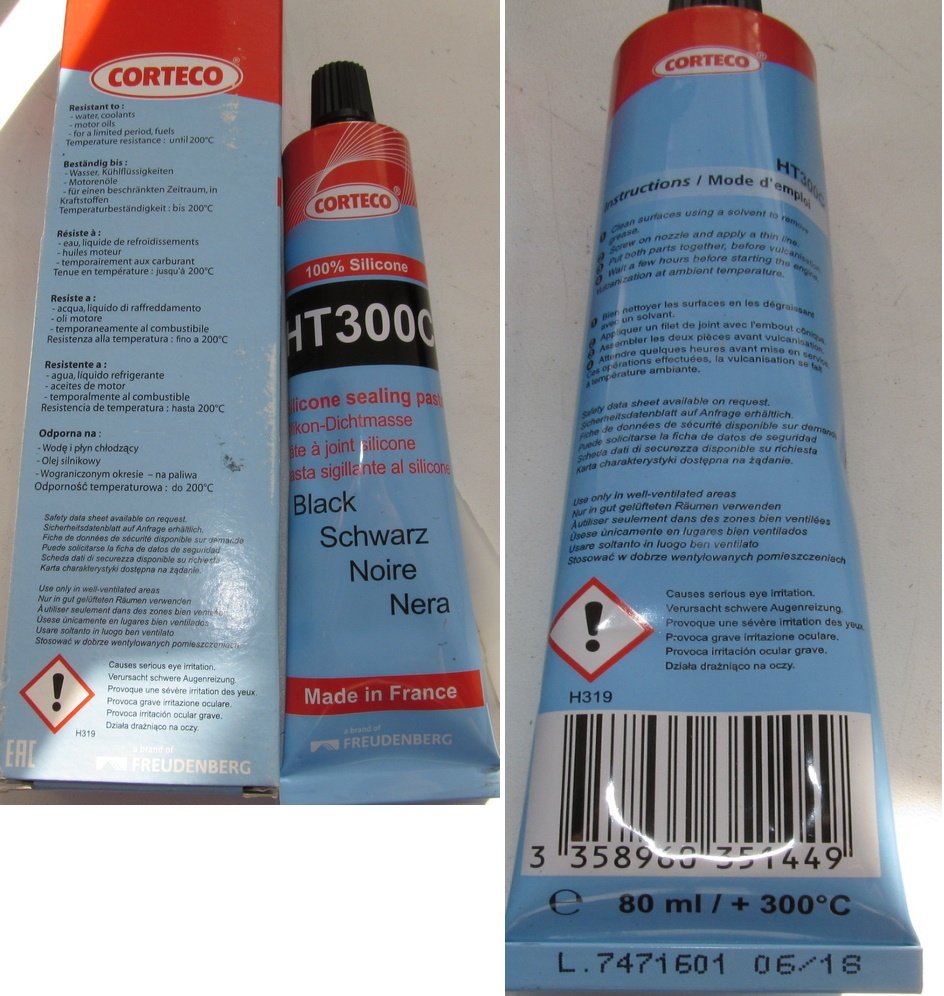 CORTECO
Resistant to :
- water, coolants
- motor oils
- for a limited period, fuels
Temperature resistance : until 200°C
Beständig bis :
- Wasser, Kühlflüssigkeiten
- Motorenöle
- für einen beschränkten Zeitraum, in
Kraftstoffen
Temperaturbeständigkeit : bis 200°C
Résiste à :
- eau, liquide de refroidissements
- huiles moteur
- temporairement aux carburant
Tenue en température : jusqu'à 200°C
Resiste a :
- acqua, liquido di raffreddamento
- oli motore
- temporaneamente al combustibile
Resistenza alla temperatura : fino a 200°C
Resistente a :
- agua, líquido refrigerante
- aceites de motor
- temporalmente al combustible
Resistencia de temperatura : hasta 200°C
Odporna na :
- Wodę i płyn chłodzący
- Olej silnikowy
- Wograniczonym okresie – na paliwa
Odporność temperaturowa : do 200°C
Safety data sheet available on request.
Sicherheitsdatenblatt auf Anfrage erhältlich.
Fiche de données de sécurité disponible sur demande
Puede solicitarse la ficha de datos de seguridad
Scheda dati di securezza disponible su richiesta
Karta charakterystyki dostępna na żądanie.
Use only in well-ventilated areas
Nur in gut gelüfteten Räumen verwenden
Àutiliser seulement dans des zones bien ventilées
Úsese únicamente en lugares bien ventilados
Usare soltanto in luogo ben ventilato
Stosować w dobrze wentylowanych pomieszczeniach
Causes serious eye irritation.
Verursacht schwere Augenreizung.
Provoque une sévère irritation des yeux.
Provoca grave irritazione oculare.
Provoca irritación ocular grave.
Działa drażniąco na oczy.
H319
EAC
a brand of
FREUDENBERG
CORTECO
100% Silicone
HT300C
silicone sealing past
ikon-Dichtmasse
âte à joint silicone
asta sigillante al silicone
Black
Schwarz
Noire
Nera
Made in France
a brand of
FREUDENBERG
CORTECO
HT300C
Instructions / Mode d'emploi
Clean surfaces using a solvent to remove
grease.
Screw on nozzle and apply a thin line.
Put both parts together, before vulcanisation.
Wait a few hours before starting the engine.
Vulcanization at ambient temperature.
Bien nettoyer les surfaces en les dégraissant
avec un solvant.
Appliquer un filet de joint avec l'embout cônique.
Assembler les deux pièces avant vulcanisation.
Attendre quelques heures avant mise en service.
Ces opérations effectuées, la vulcanisation se fait
à température ambiante.
Safety data sheet available on request.
Sicherheitsdatenblatt auf Anfrage erhältlich.
Fiche de données de sécurité disponible sur demande
Puede solicitarse la ficha de datos de seguridad
Scheda dati di securezza disponible su richiesta
Karta charakterystyki dostępna na żądanie.
Use only in well-ventilated areas
Nur in gut gelüfteten Räumen verwenden
Àutiliser seulement dans des zones bien ventilées
Úsese únicamente en lugares bien ventilados
Usare soltanto in luogo ben ventilato
Stosować w dobrze wentylowanych pomieszczeniach
Causes serious eye irritation.
Verursacht schwere Augenreizung.
Provoque une sévère irritation des yeux.
Provoca grave irritazione oculare.
Provoca irritación ocular grave.
Działa drażniąco na oczy.
H319
3 358960 351449
℮ 80 ml / + 300°C
L.7471601 06/18